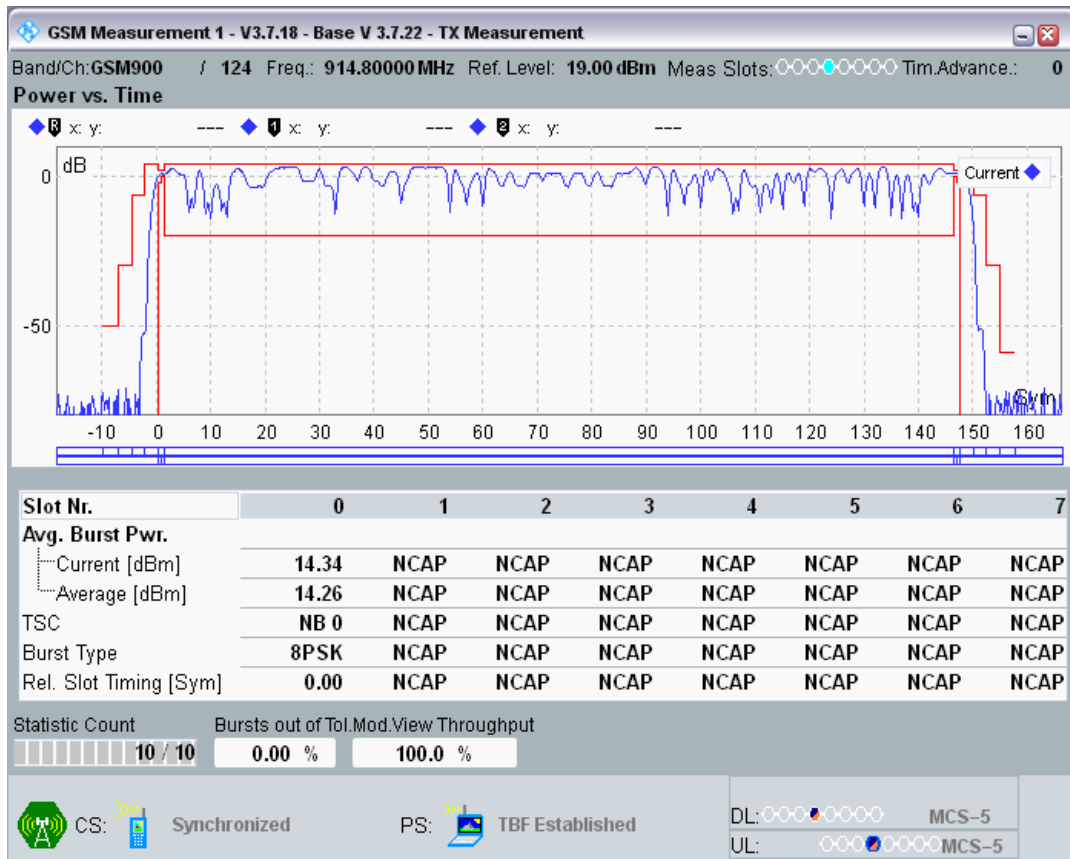 GSM Measurement 1 - V3.7.18 - Base V 3.7.22 - TX Measurement
Band/Ch:GSM900 / 124 Freq.: 914.80000 MHz Ref. Level: 19.00 dBm Meas Slots: Tim.Advance.: 0
Power vs. Time
R x: y: --- 1 x: y: --- 2 x: y: ---
dB
Current
0
-50
Sym
-10 0 10 20 30 40 50 60 70 80 90 100 110 120 130 140 150 160
Slot Nr. 0 1 2 3 4 5 6 7
Avg. Burst Pwr.
Current [dBm] 14.34 NCAP NCAP NCAP NCAP NCAP NCAP NCAP
Average [dBm] 14.26 NCAP NCAP NCAP NCAP NCAP NCAP NCAP
TSC NB 0 NCAP NCAP NCAP NCAP NCAP NCAP NCAP
Burst Type 8PSK NCAP NCAP NCAP NCAP NCAP NCAP NCAP
Rel. Slot Timing [Sym] 0.00 NCAP NCAP NCAP NCAP NCAP NCAP NCAP
Statistic Count Bursts out of Tol.Mod.View Throughput
10 / 10 0.00 % 100.0 %
CS: Synchronized PS: TBF Established
DL: MCS-5
UL: MCS-5